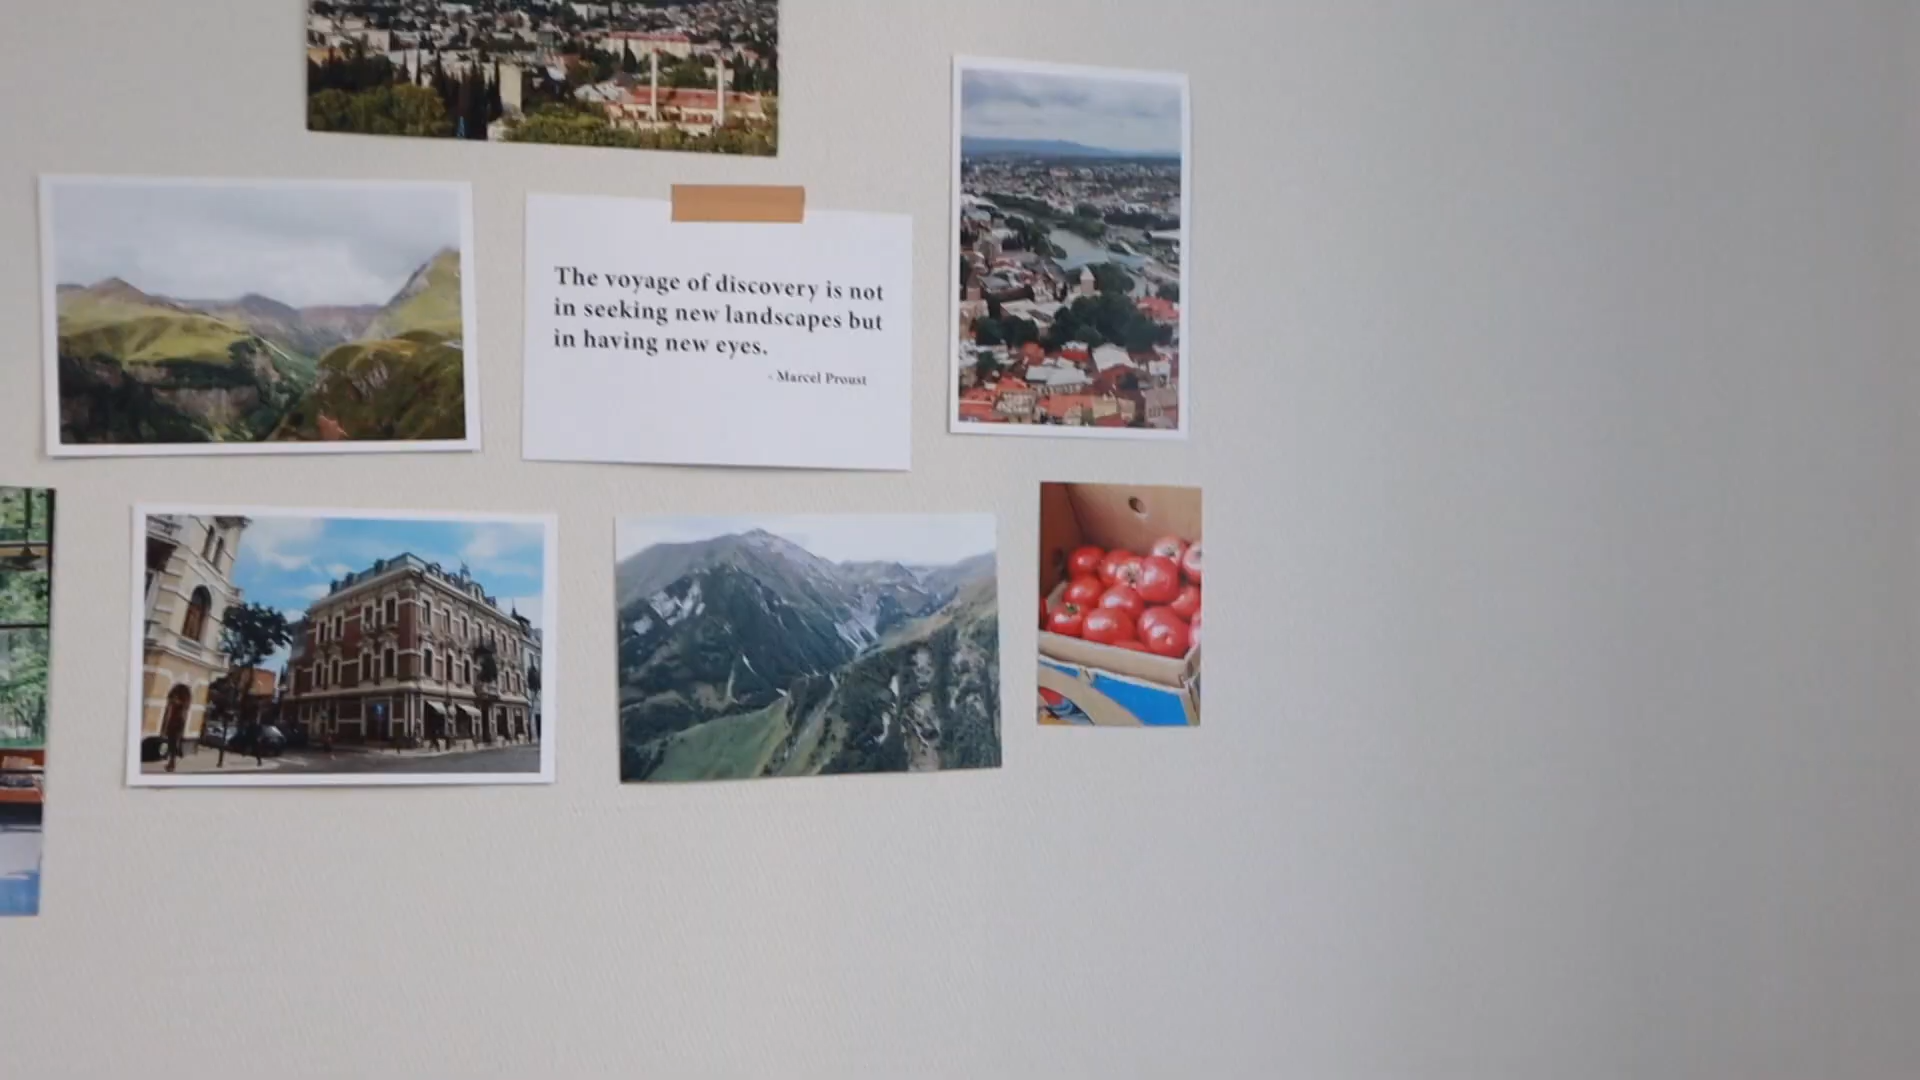 The voyage of discovery is not
in seeking new landscapes but
in having new eyes.
- Marcel Proust